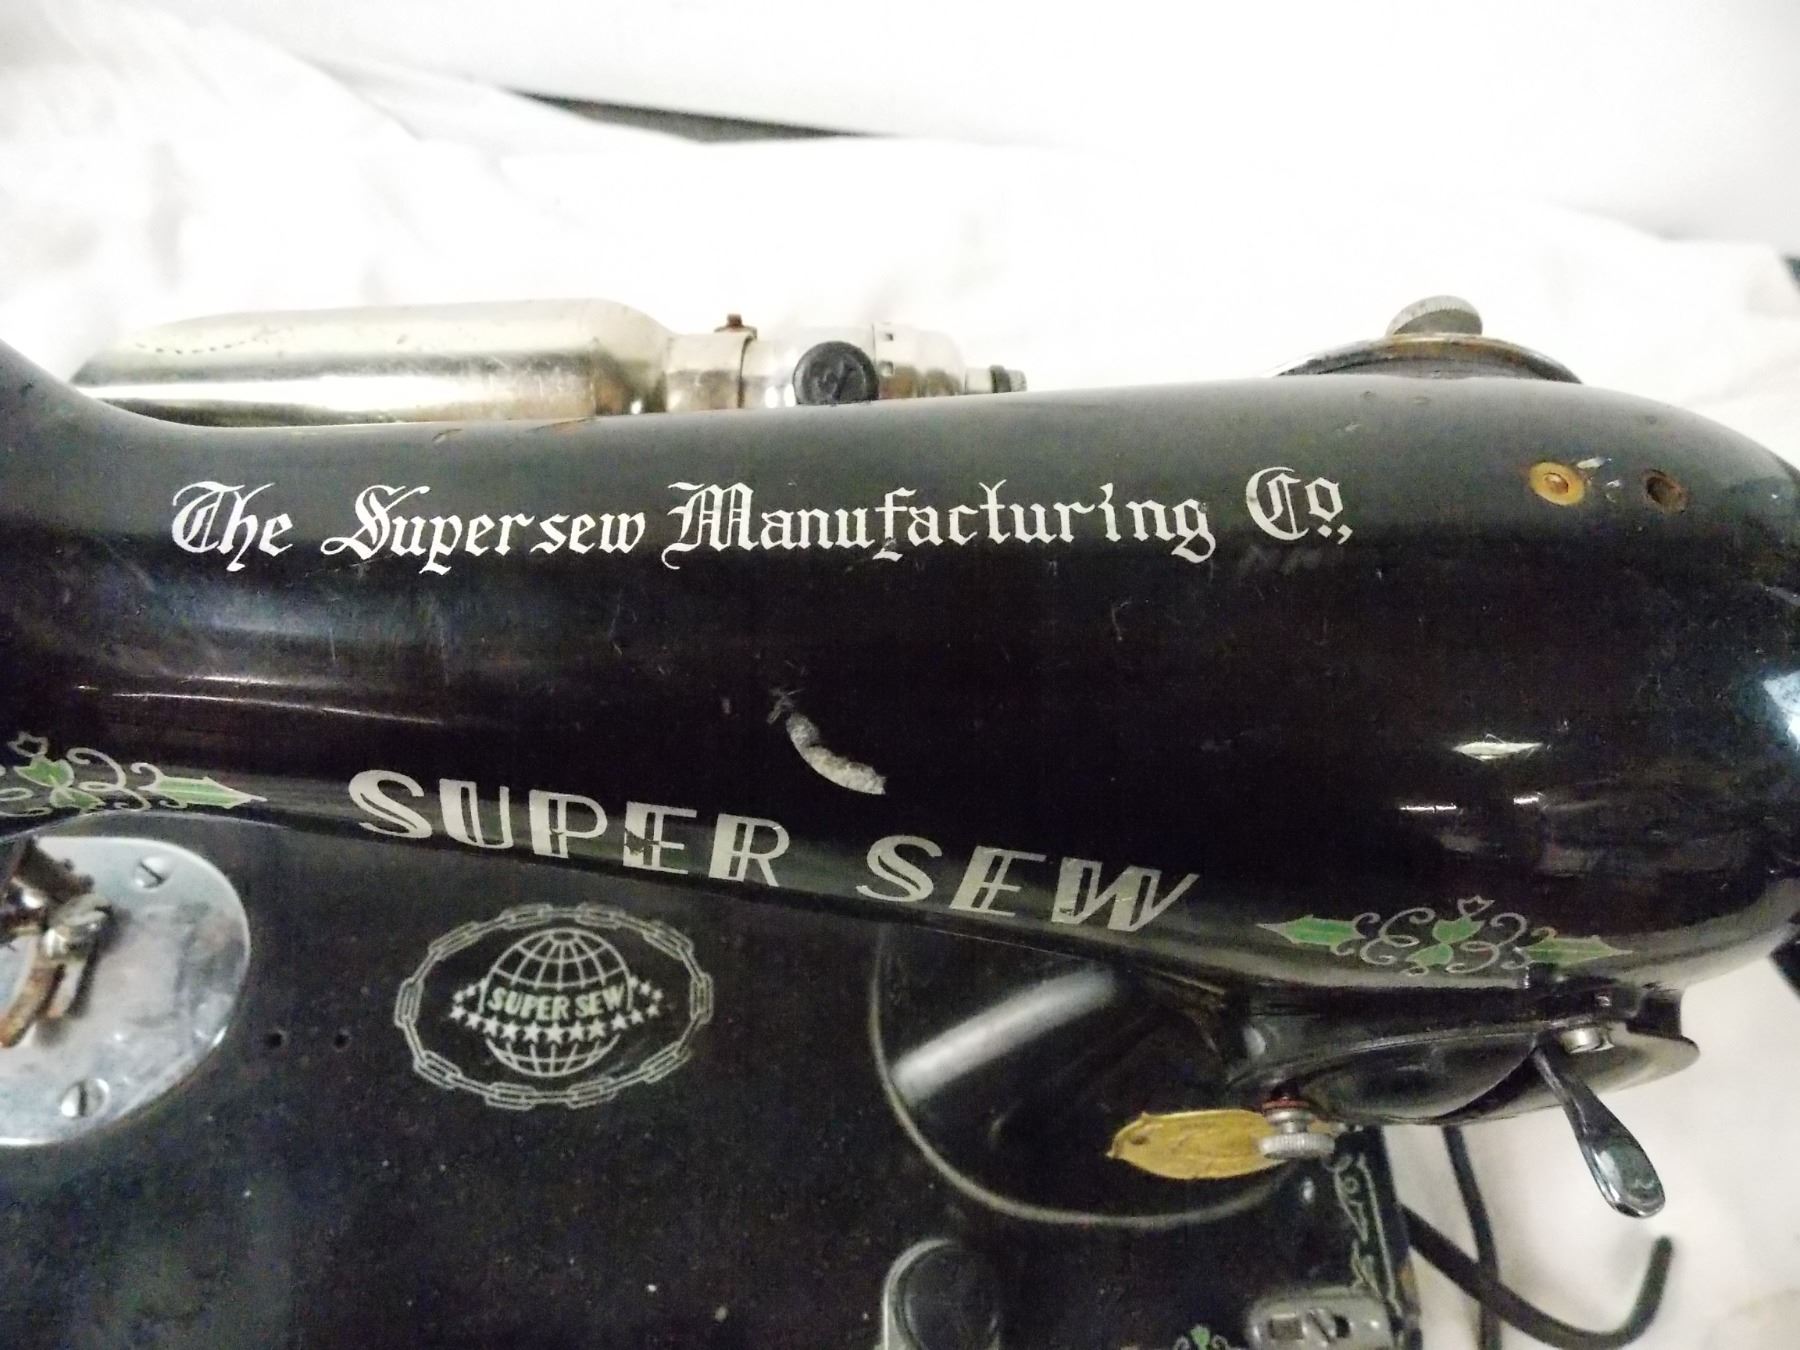 The Supersew Manufacturing Co.,
SUPER SEW
SUPER SEW